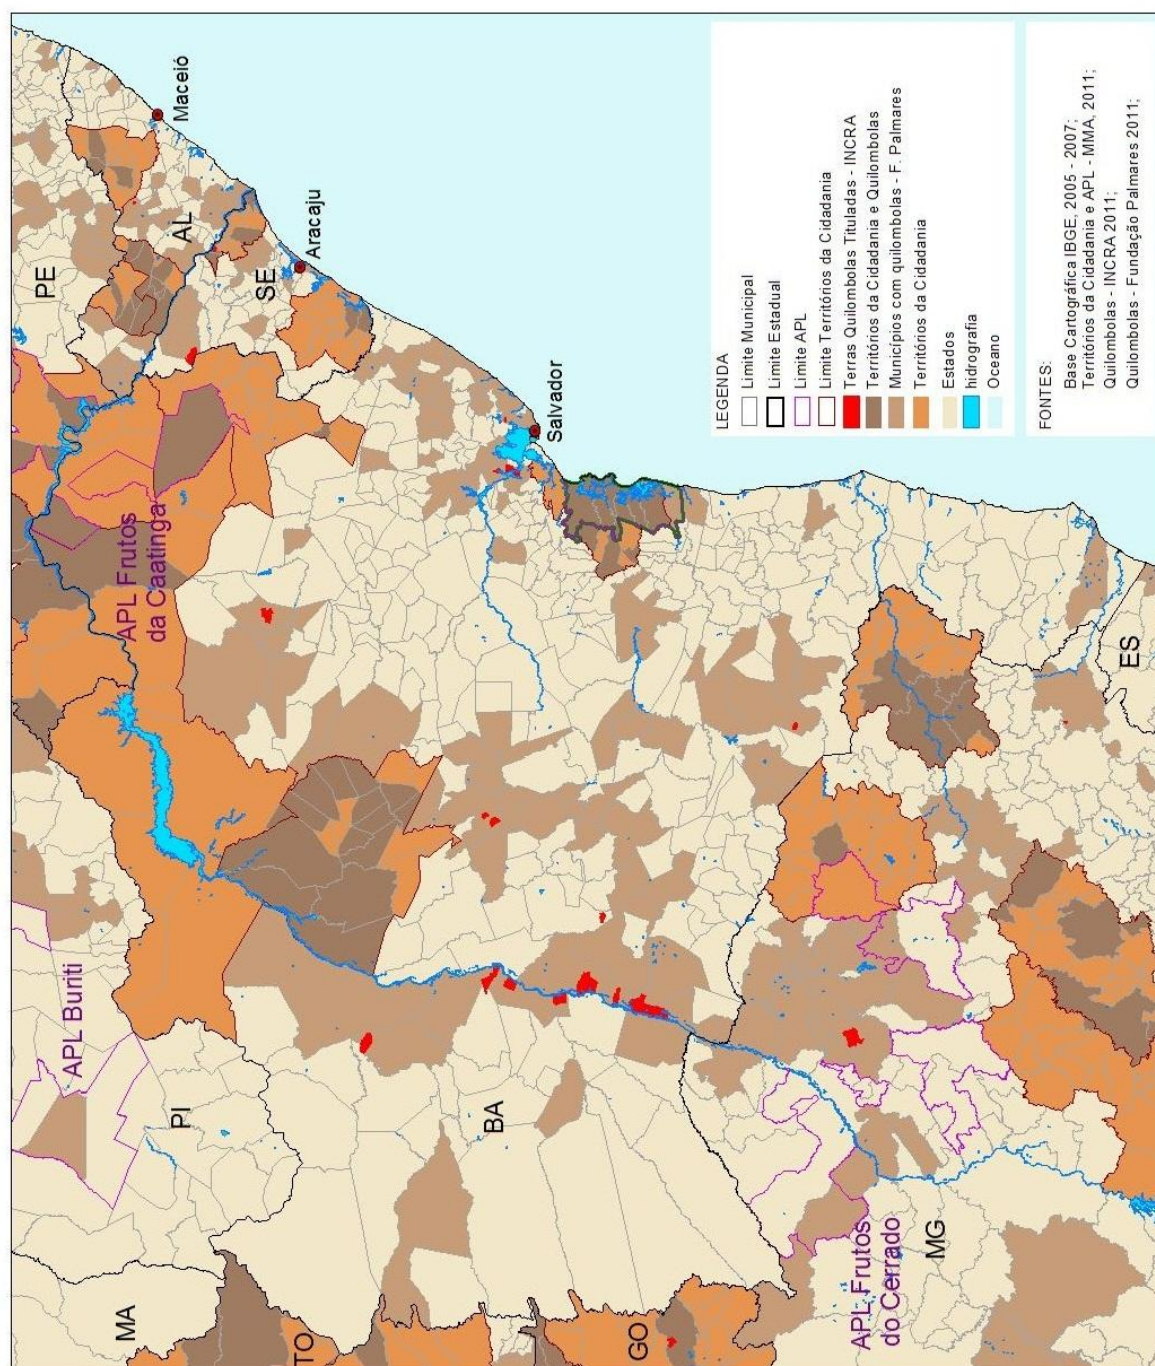 PE
AL
SE
Maceió
Aracaju
Salvador
APL Frutos
da Caatinga
APL Buriti
PI
MA
TO
BA
GO
APL Frutos
do Cerrado
MG
ES
LEGENDA
Limite Municipal
Limite Estadual
Limite APL
Limite Territórios da Cidadania
Terras Quilombolas Tituladas - INCRA
Territórios da Cidadania e Quilombolas
Municípios com quilombolas - F. Palmares
Territórios da Cidadania
Estados
hidrografia
Oceano
FONTES:
Base Cartográfica IBGE, 2005 - 2007;
Territórios da Cidadania e APL - MMA, 2011;
Quilombolas - INCRA 2011;
Quilombolas - Fundação Palmares 2011;